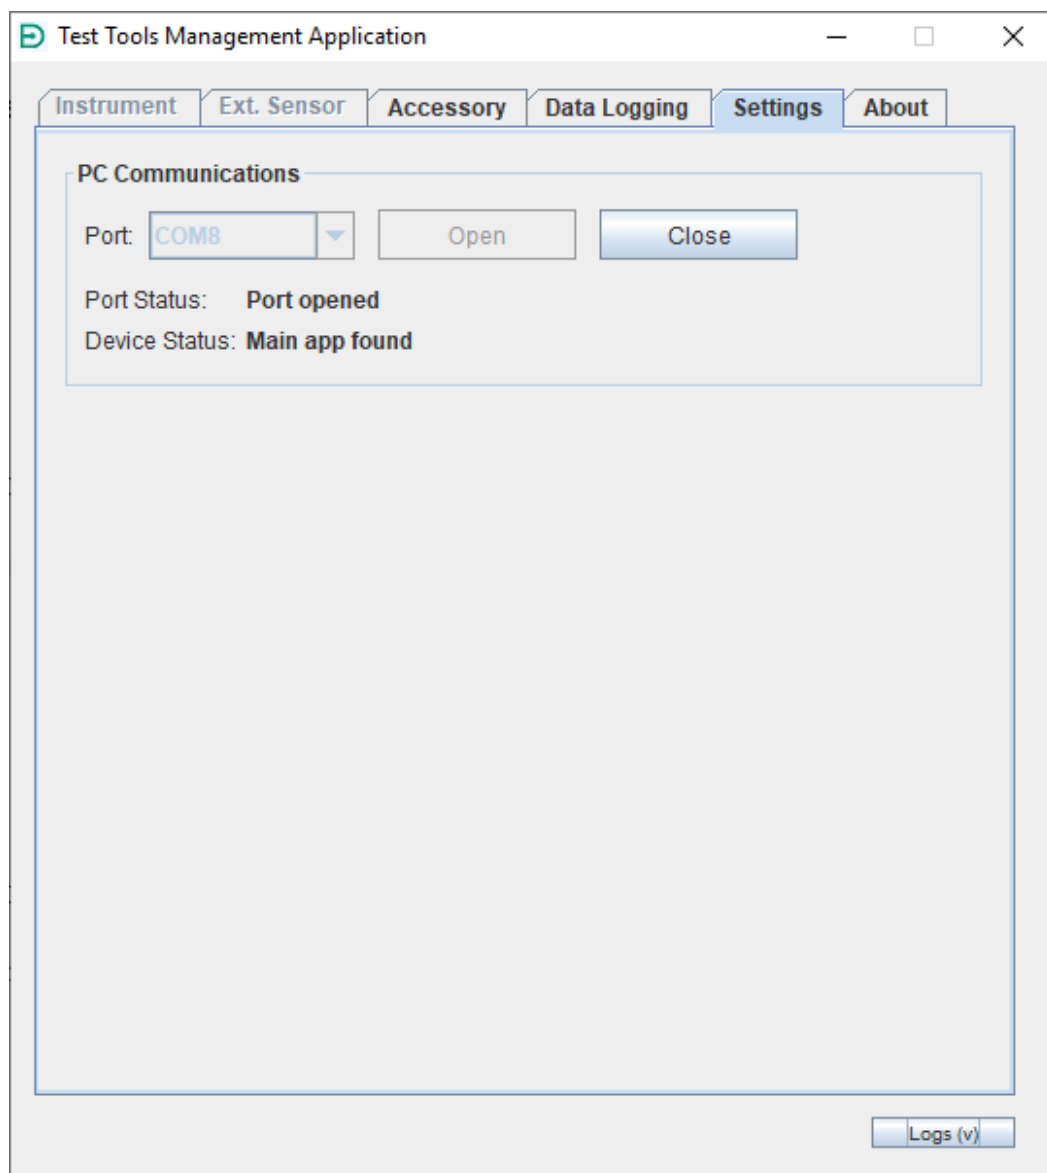 Test Tools Management Application
Instrument Ext. Sensor Accessory Data Logging Settings About
PC Communications
Port: COM8 Open Close
Port Status: Port opened
Device Status: Main app found
Logs (v)